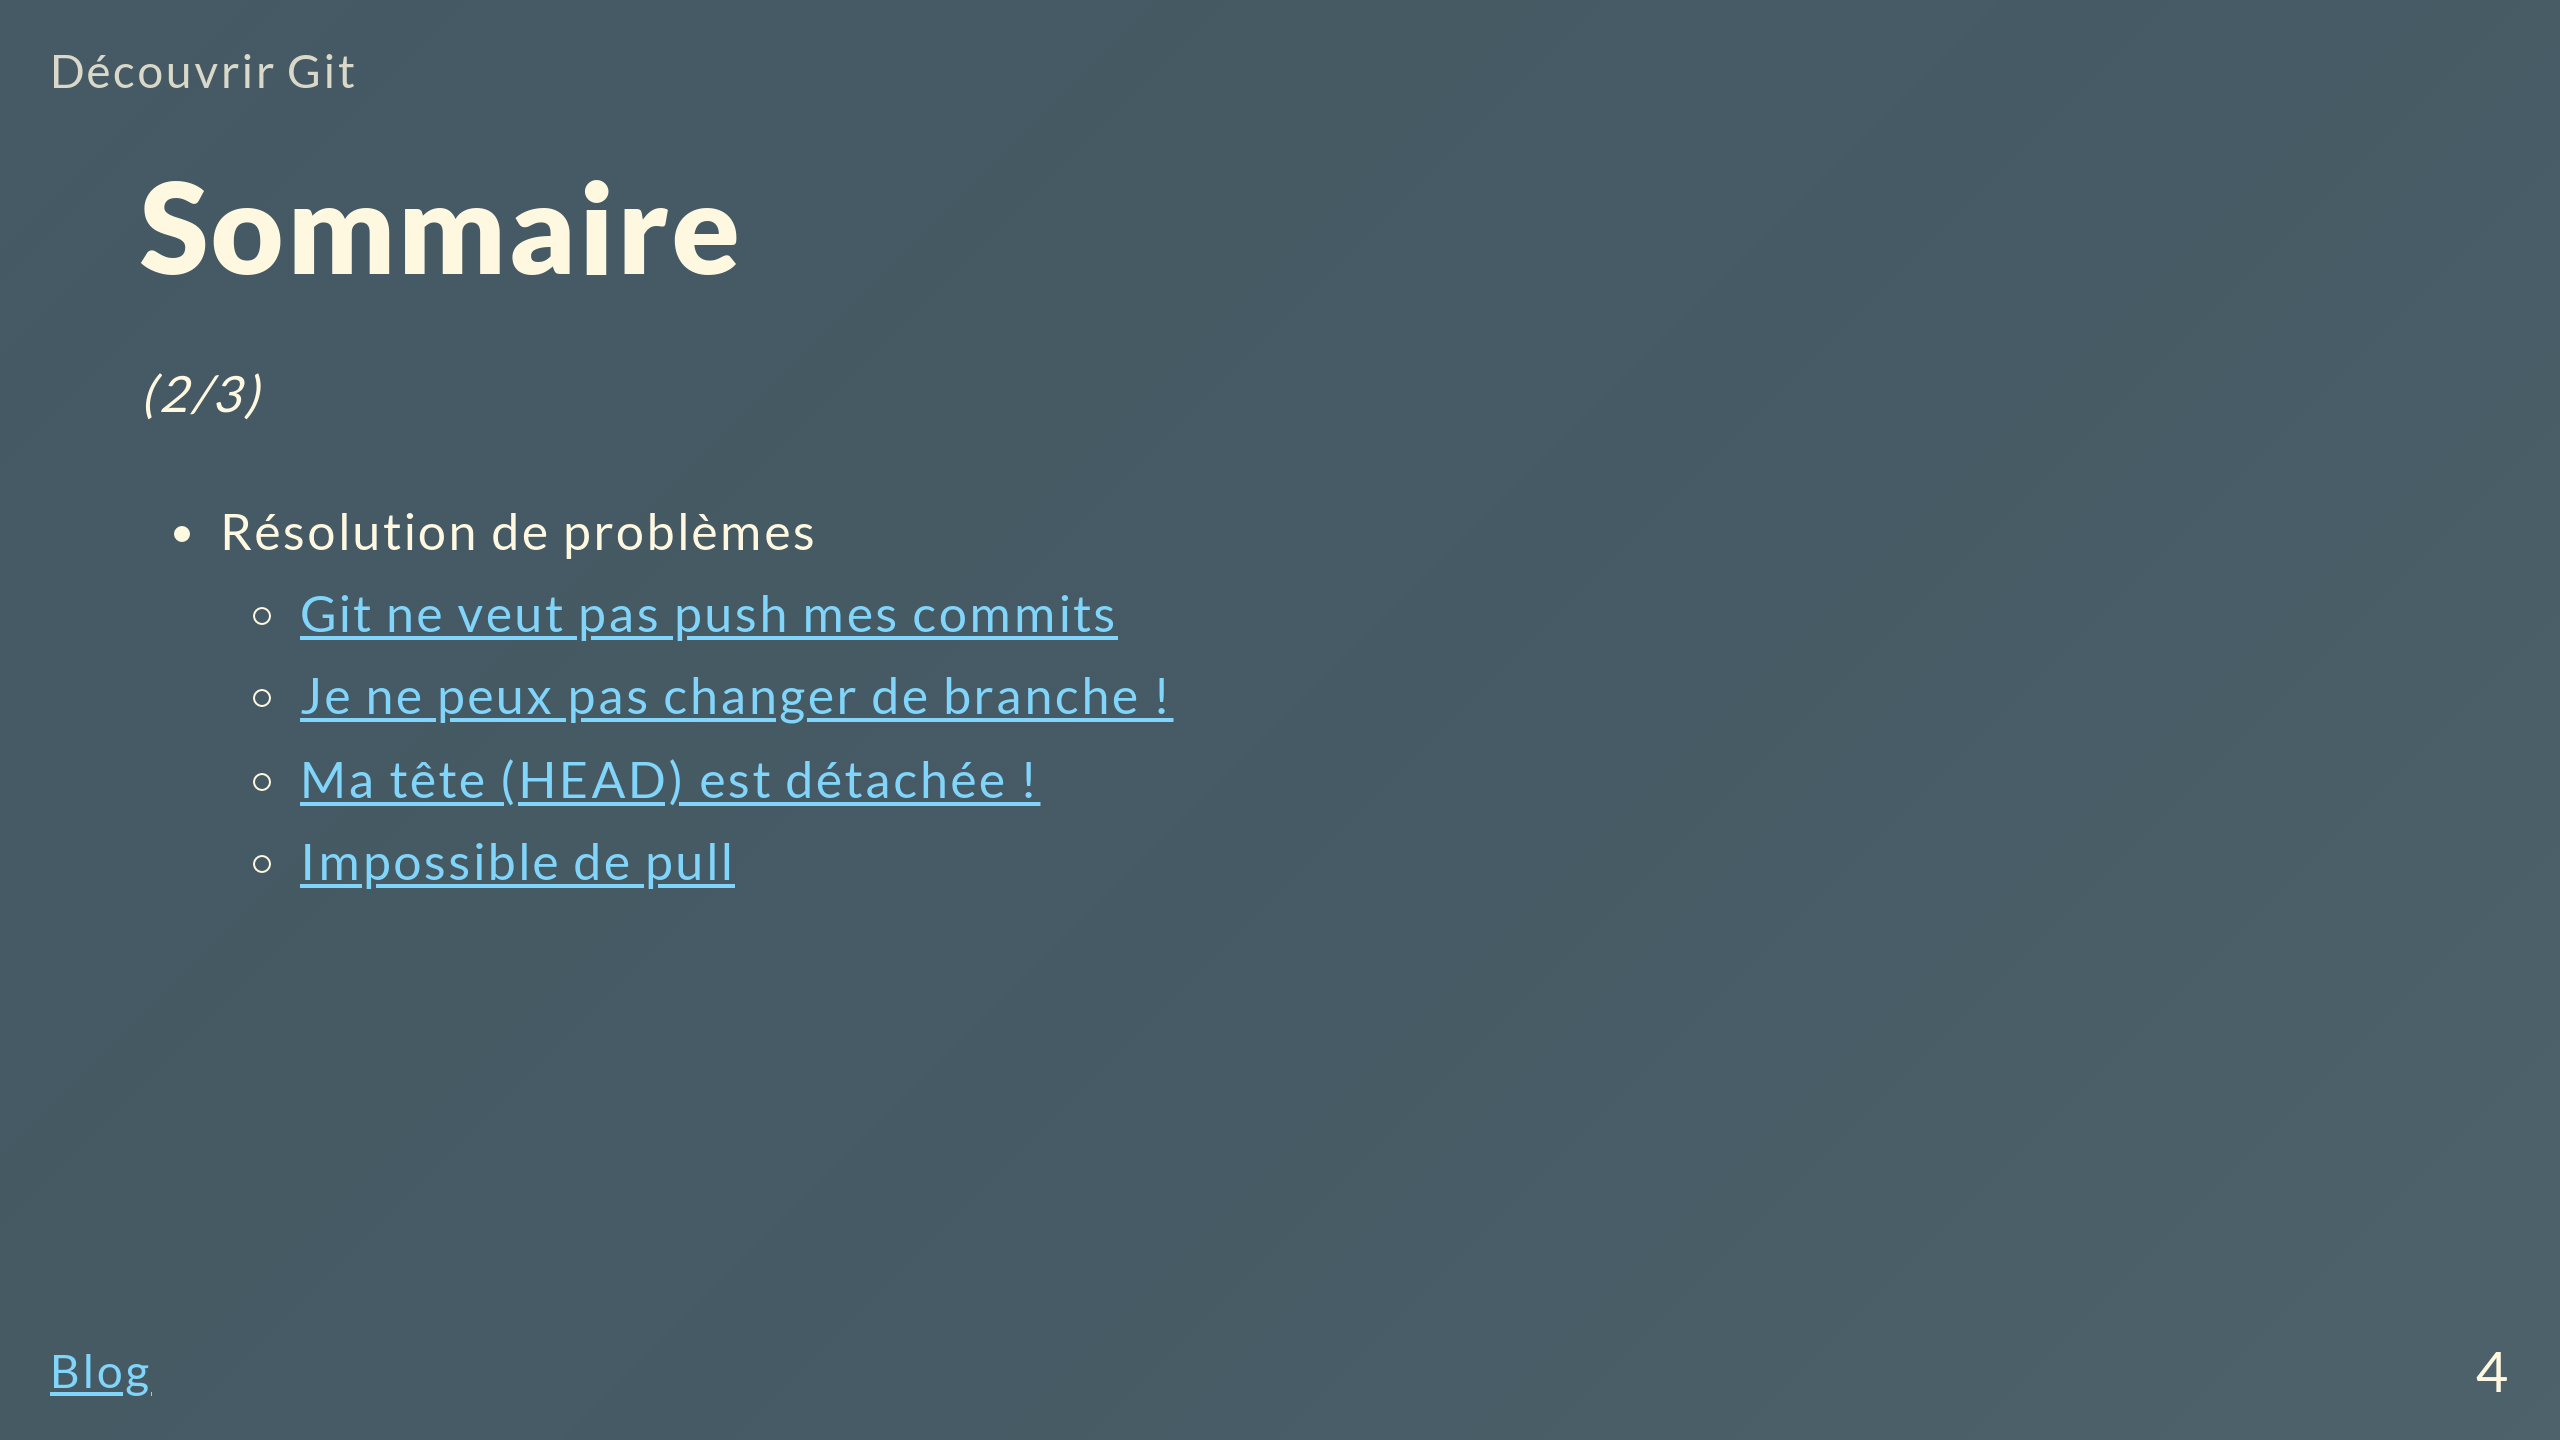 Découvrir Git
Sommaire
(2/3)
Résolution de problèmes
Git ne veut pas push mes commits
Je ne peux pas changer de branche !
Ma tête (HEAD) est détachée !
Impossible de pull
Blog
4